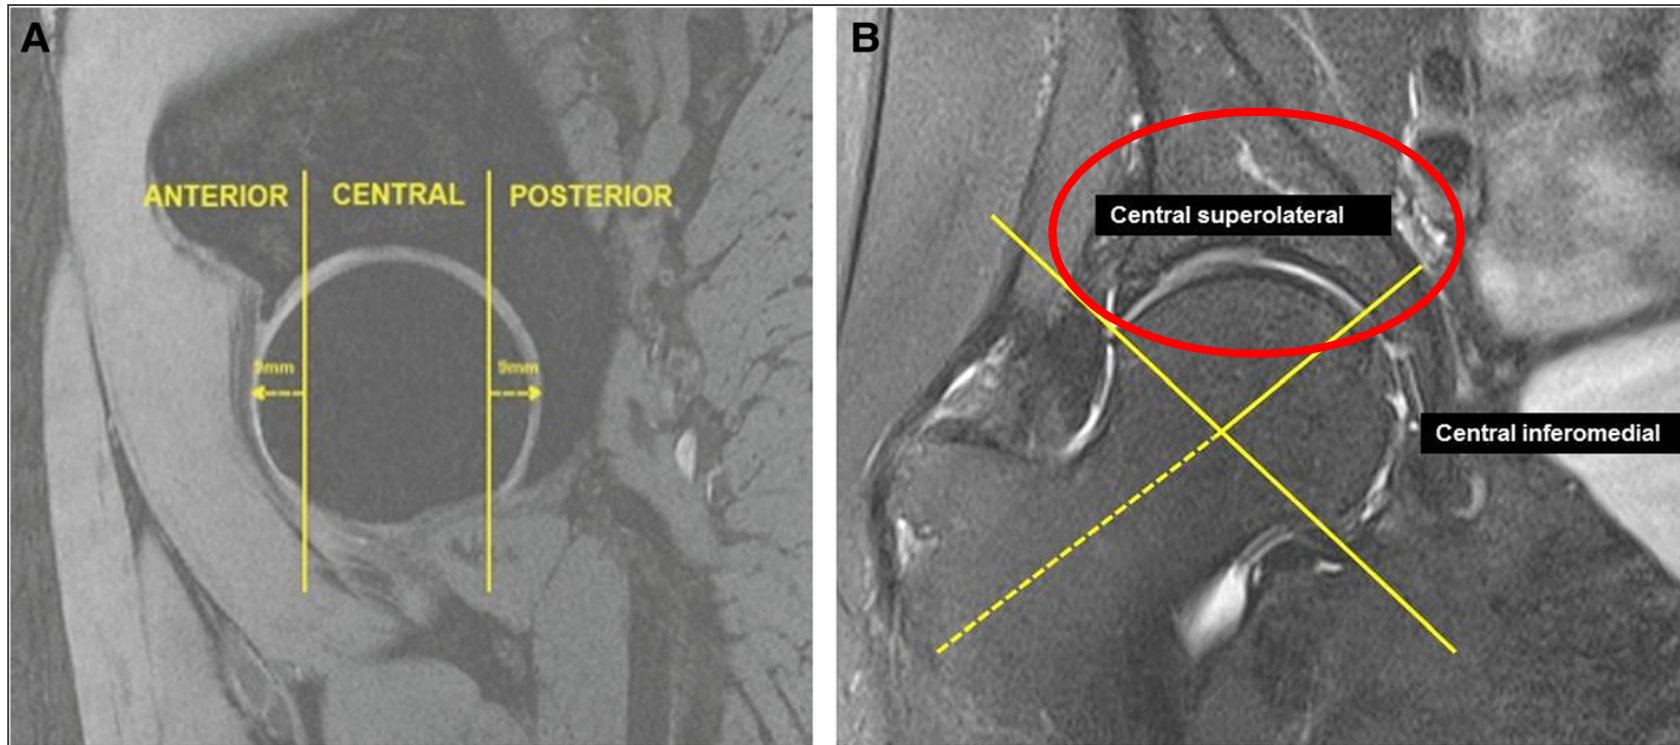 A
B
ANTERIOR
CENTRAL
POSTERIOR
9mm
9mm
Central superolateral
Central inferomedial